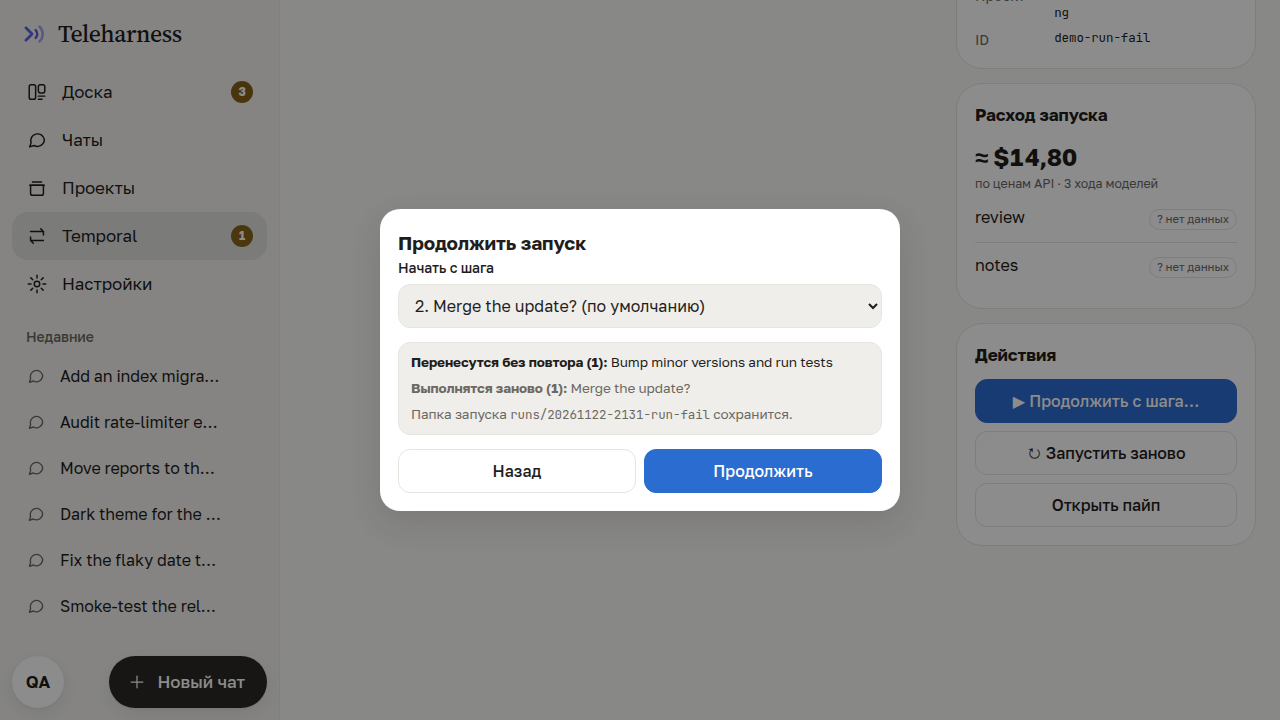 Teleharness
Доска
3
Чаты
Проекты
Temporal
1
Настройки
Недавние
Add an index migra...
Audit rate-limiter e...
Move reports to th...
Dark theme for the ...
Fix the flaky date t...
Smoke-test the rel...
QA
Новый чат
Продолжить запуск
Начать с шага
2. Merge the update? (по умолчанию)
Перенесутся без повтора (1): Bump minor versions and run tests
Выполнятся заново (1): Merge the update?
Папка запуска runs/20261122-2131-run-fail сохранится.
Назад
Продолжить
ng
ID
demo-run-fail
Расход запуска
≈ $14,80
по ценам API · 3 хода моделей
review
? нет данных
notes
? нет данных
Действия
▶ Продолжить с шага...
↻ Запустить заново
Открыть пайп